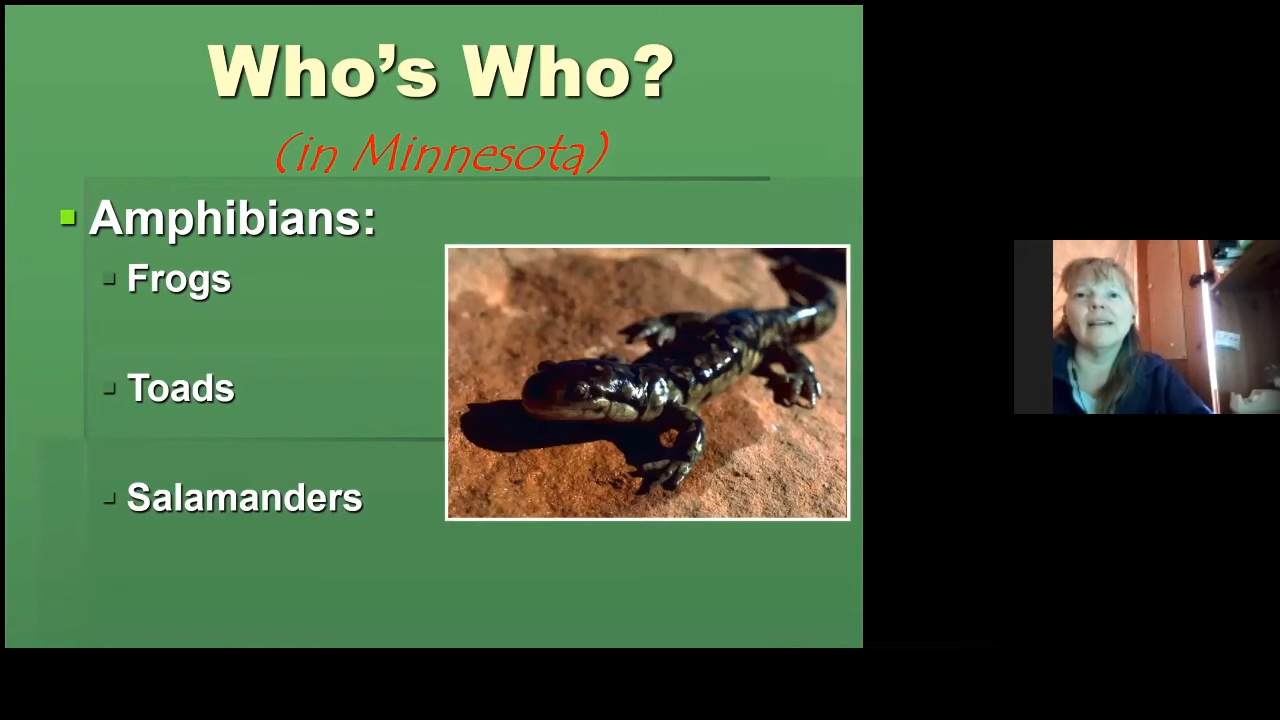 Who’s Who?
(in Minnesota)
Amphibians:
Frogs
Toads
Salamanders